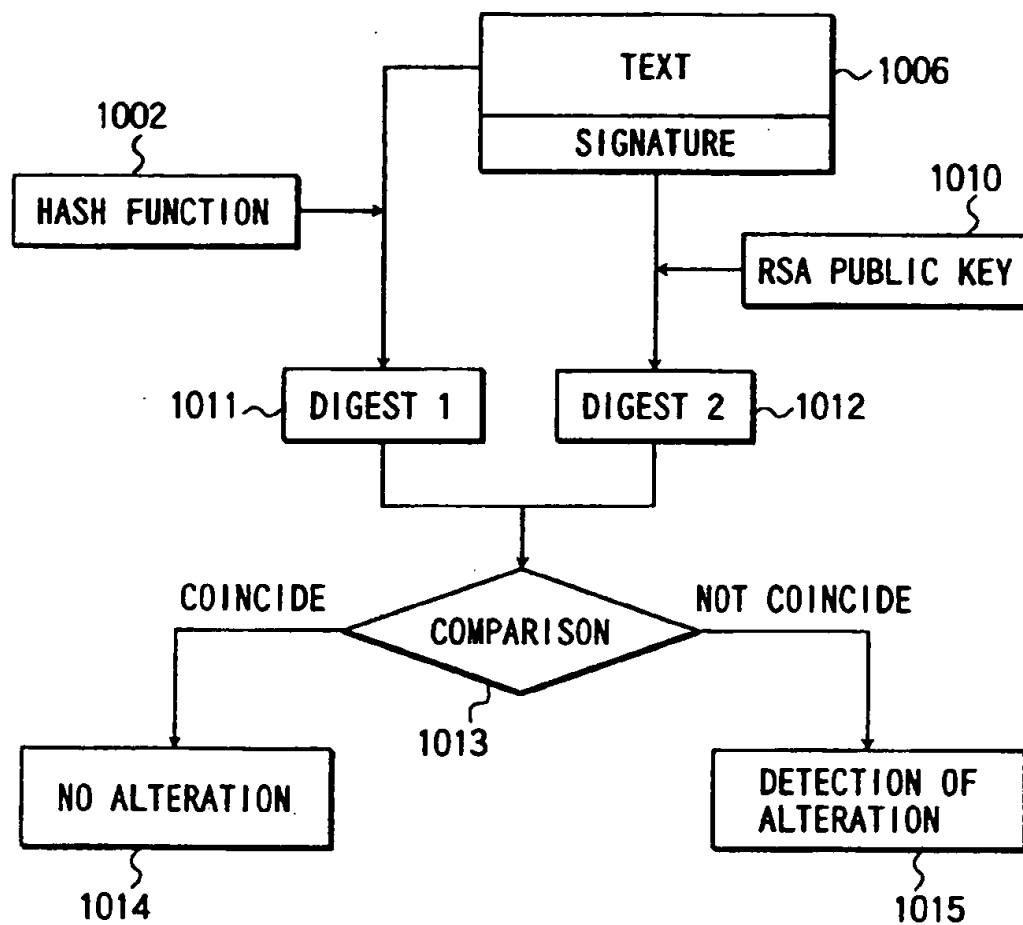 TEXT
1006
SIGNATURE
1002
HASH FUNCTION
1010
RSA PUBLIC KEY
1011
DIGEST 1
DIGEST 2
1012
COINCIDE
NOT COINCIDE
COMPARISON
1013
NO ALTERATION
DETECTION OF
ALTERATION
1014
1015